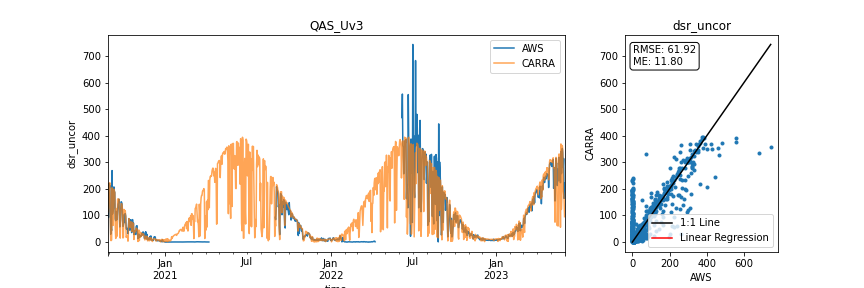 QAS_Uv3
dsr_uncor
700
600
500
400
300
200
100
0
dsr_uncor
AWS
CARRA
Jan
2021
Jul
Jan
2022
Jul
Jan
2023
time
dsr_uncor
RMSE: 61.92
ME: 11.80
700
600
500
400
300
200
100
0
CARRA
1:1 Line
Linear Regression
0
200
400
600
AWS